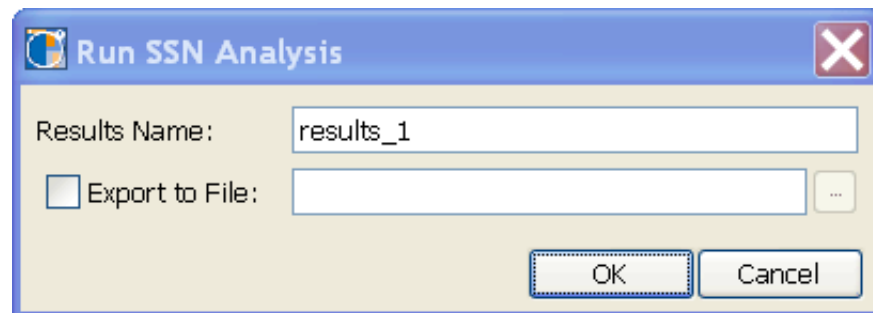 Run SSN Analysis
Results Name: results_1
Export to File: ...
OK Cancel